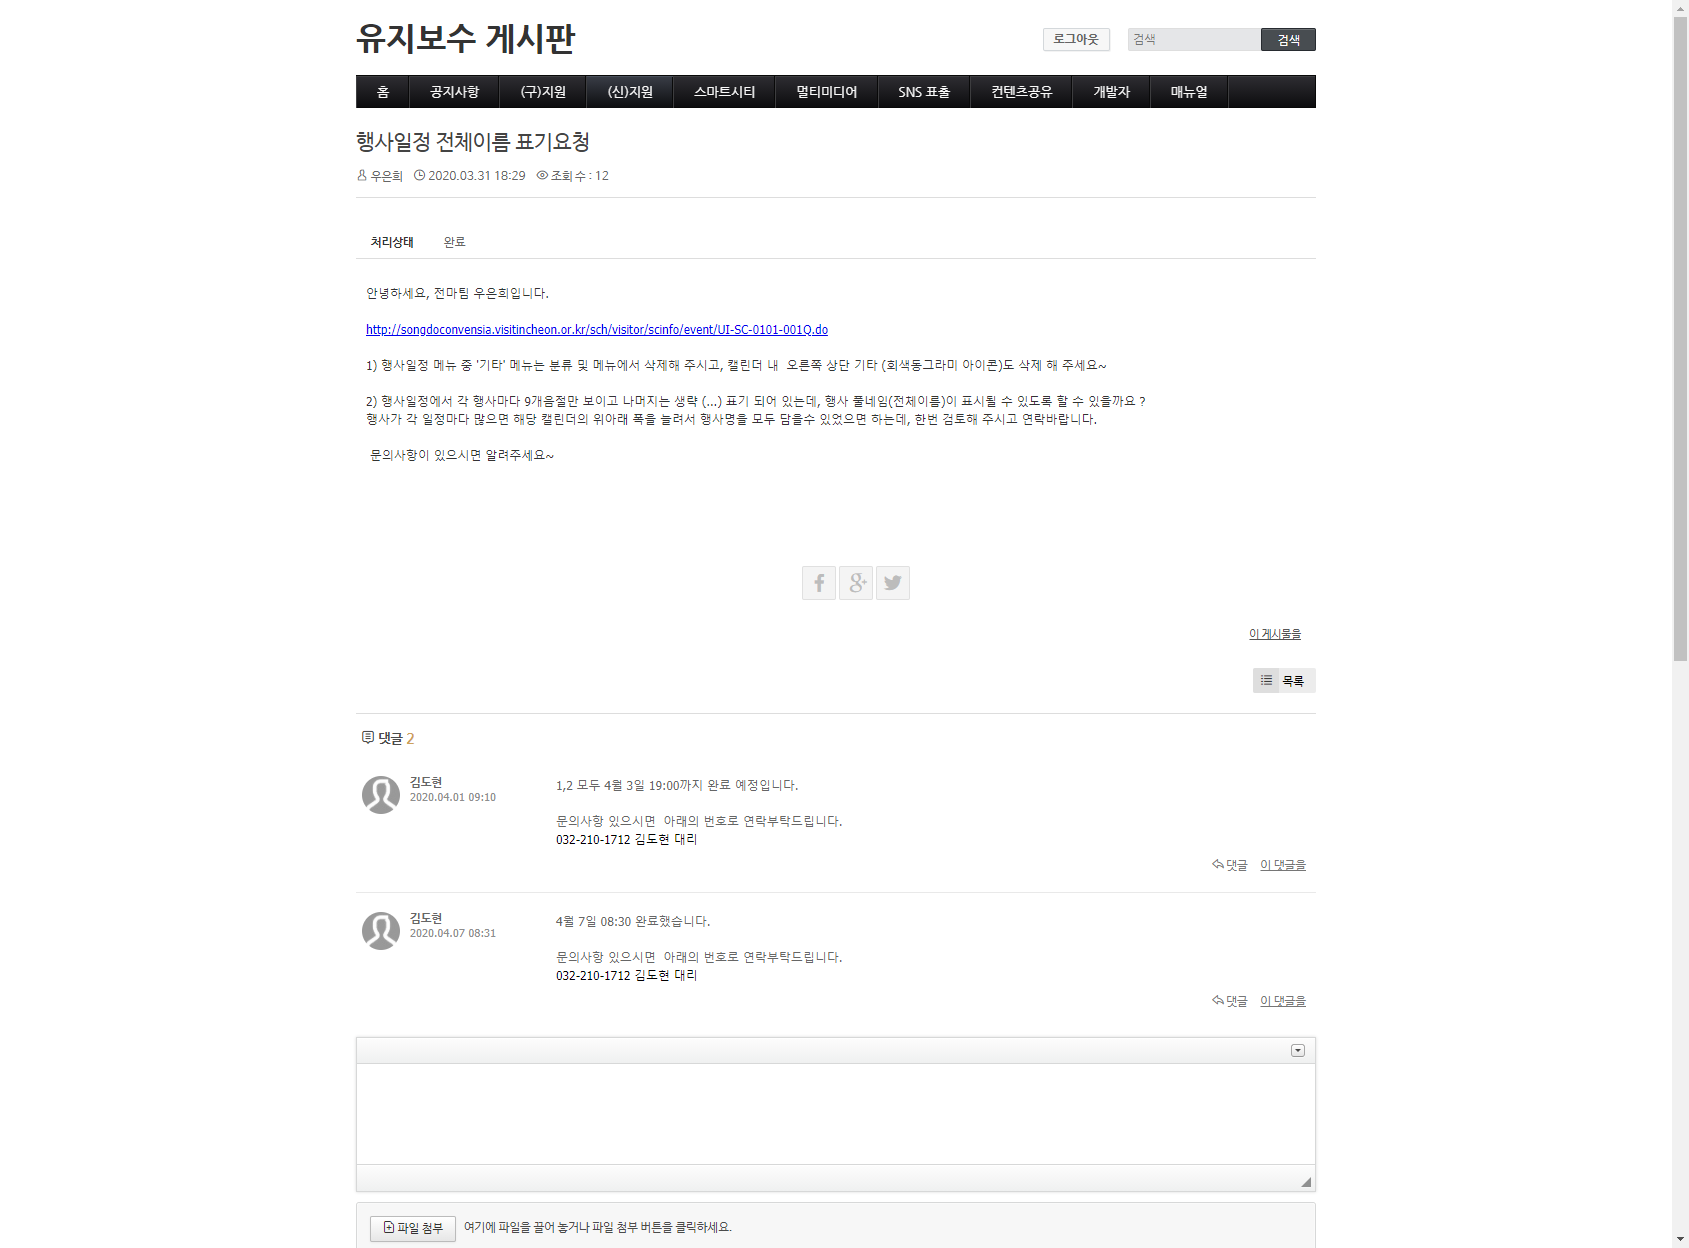 유지보수 게시판
로그아웃
검색
검색
홈 공지사항 (구)지원 (신)지원 스마트시티 멀티미디어 SNS 표출 컨텐츠공유 개발자 매뉴얼
행사일정 전체이름 표기요청
우은희 2020.03.31 18:29 조회 수 : 12
처리상태 완료
안녕하세요, 전마팀 우은희입니다.
http://songdoconvensia.visitincheon.or.kr/sch/visitor/scinfo/event/UI-SC-0101-001Q.do
1) 행사일정 메뉴 중 '기타' 메뉴는 분류 및 메뉴에서 삭제해 주시고, 캘린더 내  오른쪽 상단 기타 (회색동그라미 아이콘)도 삭제 해 주세요~
2) 행사일정에서 각 행사마다 9개음절만 보이고 나머지는 생략 (...) 표기 되어 있는데, 행사 풀네임(전체이름)이 표시될 수 있도록 할 수 있을까요 ?
행사가 각 일정마다 많으면 해당 캘린더의 위아래 폭을 늘려서 행사명을 모두 담을수 있었으면 하는데, 한번 검토해 주시고 연락바랍니다.
문의사항이 있으시면 알려주세요~
이 게시물을
목록
댓글 2
김도현
2020.04.01 09:10
1,2 모두 4월 3일 19:00까지 완료 예정입니다.
문의사항 있으시면  아래의 번호로 연락부탁드립니다.
032-210-1712 김도현 대리
댓글 이 댓글을
김도현
2020.04.07 08:31
4월 7일 08:30 완료했습니다.
문의사항 있으시면  아래의 번호로 연락부탁드립니다.
032-210-1712 김도현 대리
댓글 이 댓글을
파일 첨부 여기에 파일을 끌어 놓거나 파일 첨부 버튼을 클릭하세요.